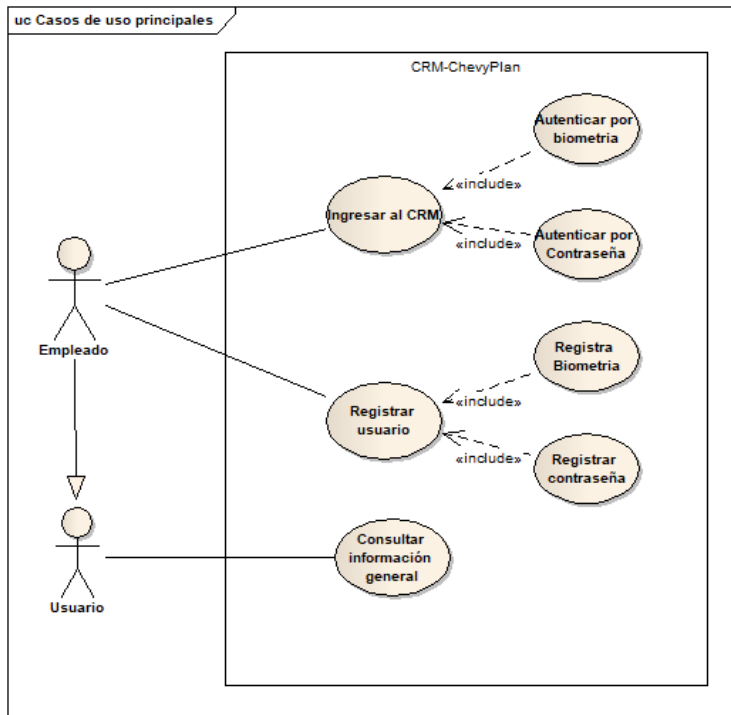 uc Casos de uso principales
CRM-ChevyPlan
Autenticar por
biometria
«include»
Ingresar al CRM
Autenticar por
Contraseña
«include»
Empleado
Registra
Biometria
«include»
Registrar
usuario
Registrar
contraseña
«include»
Consultar
información
general
Usuario